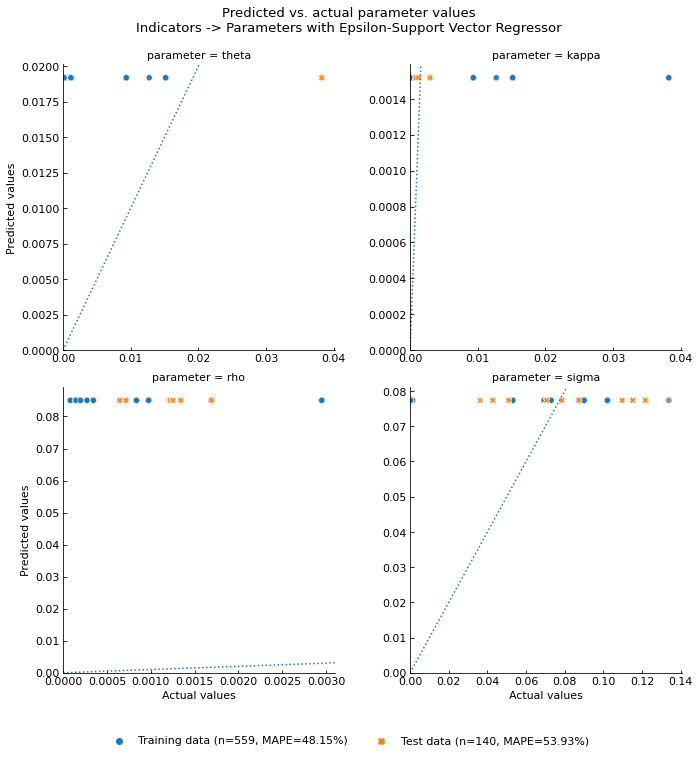 Predicted vs. actual parameter values
Indicators -> Parameters with Epsilon-Support Vector Regressor
parameter = theta
0.0200
0.0175
0.0150
0.0125
0.0100
0.0075
0.0050
0.0025
0.0000
Predicted values
0.00 0.01 0.02 0.03 0.04
parameter = kappa
0.0014
0.0012
0.0010
0.0008
0.0006
0.0004
0.0002
0.0000
0.00 0.01 0.02 0.03 0.04
parameter = rho
0.08
0.07
0.06
0.05
0.04
0.03
0.02
0.01
0.00
Predicted values
0.0000 0.0005 0.0010 0.0015 0.0020 0.0025 0.0030
Actual values
parameter = sigma
0.08
0.07
0.06
0.05
0.04
0.03
0.02
0.01
0.00
0.00 0.02 0.04 0.06 0.08 0.10 0.12 0.14
Actual values
Training data (n=559, MAPE=48.15%)
Test data (n=140, MAPE=53.93%)